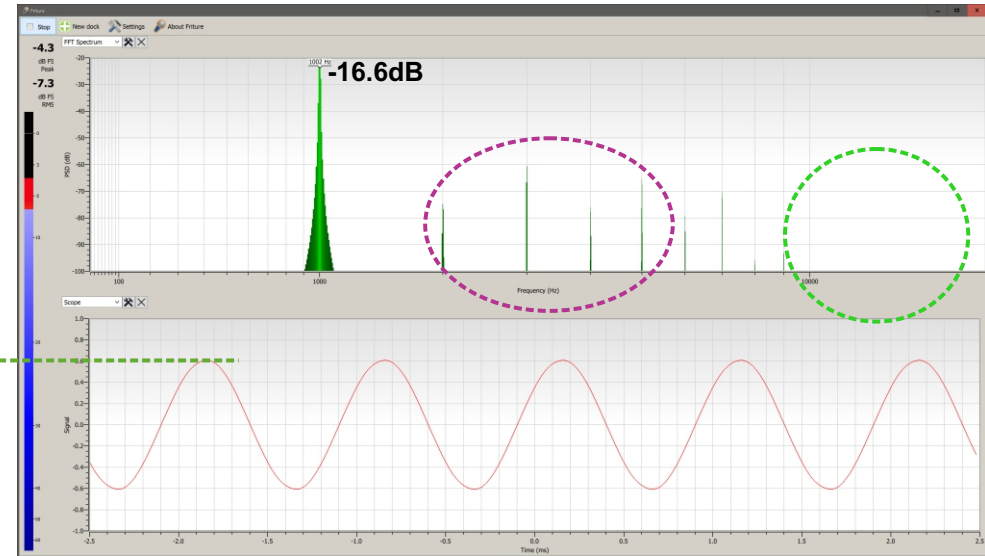 Friture
Stop New dock Settings About Friture
-4.3
dB FS
Peak
-7.3
dB FS
RMS
FFT Spectrum
1002 Hz
-16.6dB
PSD (dB)
-20
-30
-40
-50
-60
-70
-80
-90
-100
100 1000 10000
Frequency (Hz)
Scope
Signal
1.0
0.8
0.6
0.4
0.2
0.0
-0.2
-0.4
-0.6
-0.8
-1.0
-2.5 -2.0 -1.5 -1.0 -0.5 0.0 0.5 1.0 1.5 2.0 2.5
Time (ms)